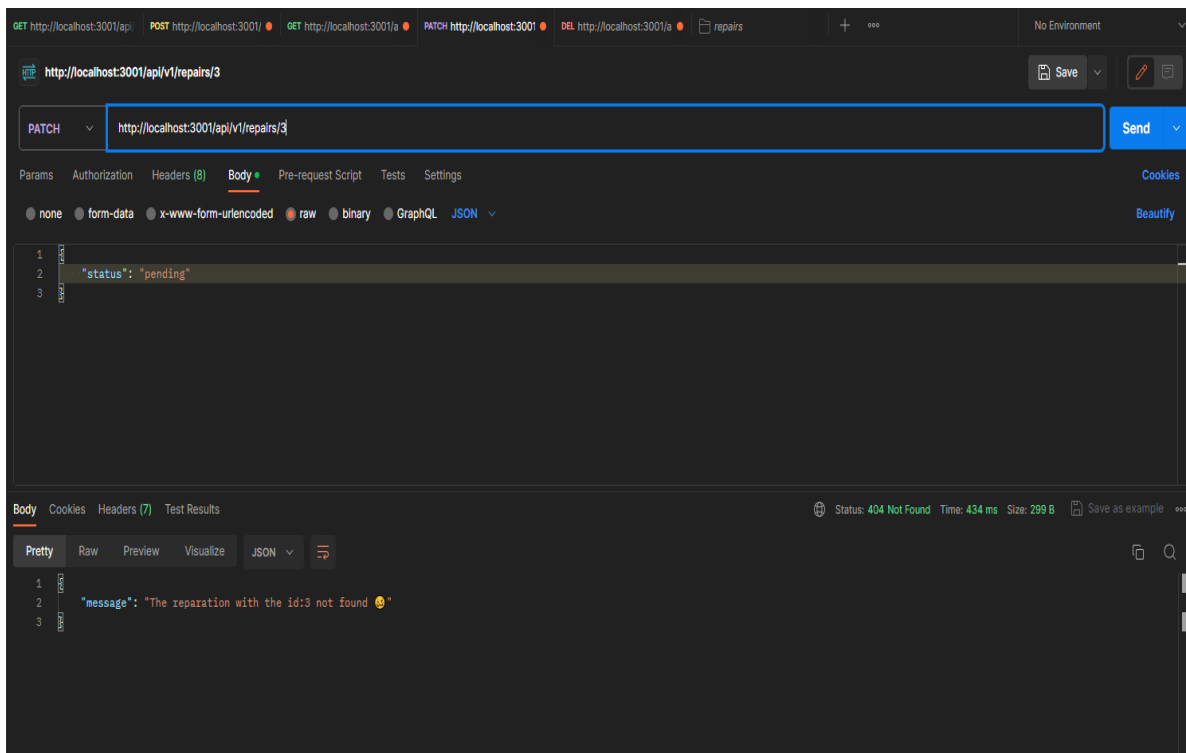 GET http://localhost:3001/api/ POST http://localhost:3001/ GET http://localhost:3001/a PATCH http://localhost:3001 DEL http://localhost:3001/a repairs + ooo No Environment
HTTP http://localhost:3001/api/v1/repairs/3 Save
PATCH http://localhost:3001/api/v1/repairs/3 Send
Params Authorization Headers (8) Body Pre-request Script Tests Settings Cookies
none form-data x-www-form-urlencoded raw binary GraphQL JSON Beautify
1 {
2 "status": "pending"
3 }
Body Cookies Headers (7) Test Results Status: 404 Not Found Time: 434 ms Size: 299 B Save as example ooo
Pretty Raw Preview Visualize JSON
1 {
2 "message": "The reparation with the id:3 not found 🤒"
3 }